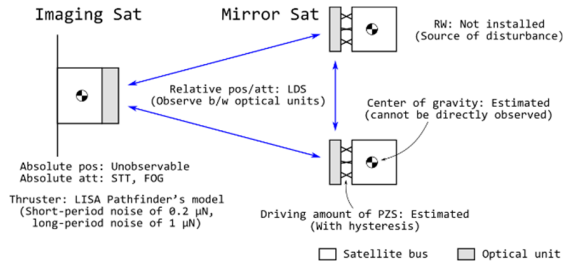 Imaging Sat
Mirror Sat
RW: Not installed
(Source of disturbance)
Relative pos/att: LDS
(Observe b/w optical units)
Center of gravity: Estimated
(cannot be directly observed)
Absolute pos: Unobservable
Absolute att: STT, FOG
Thruster: LISA Pathfinder's model
(Short-period noise of 0.2 μN,
long-period noise of 1 μN)
Driving amount of PZS: Estimated
(With hysteresis)
Satellite bus
Optical unit